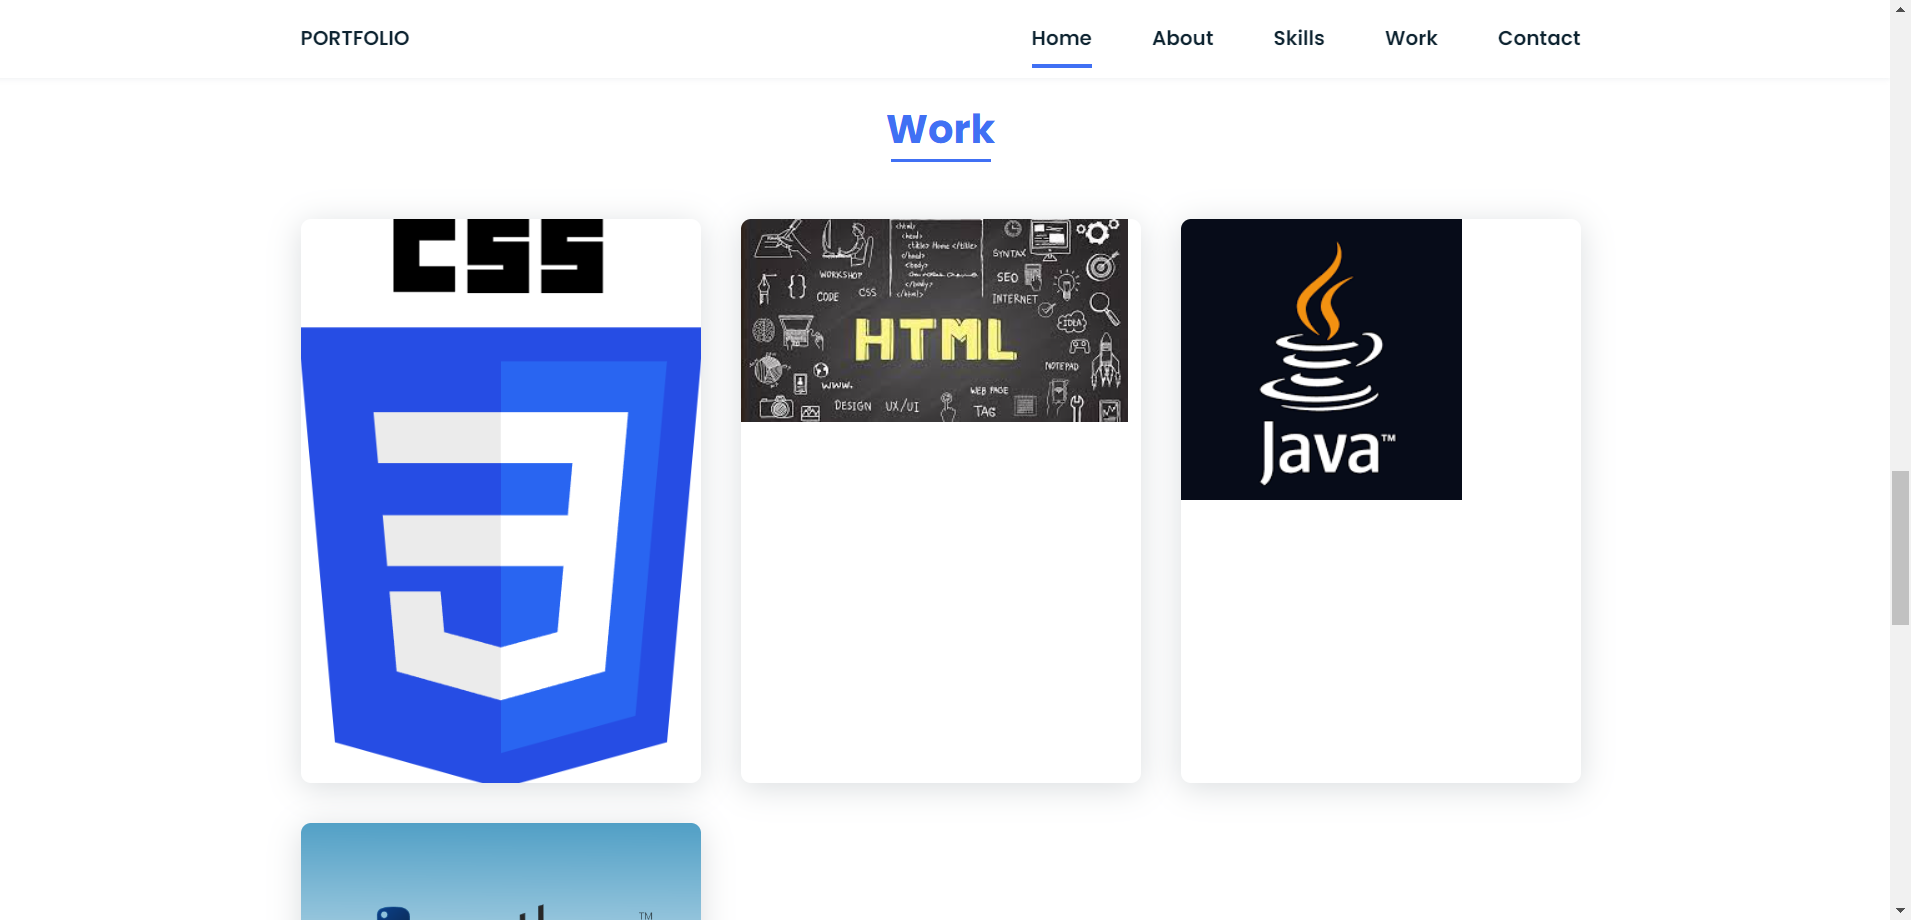 PORTFOLIO
Home About Skills Work Contact
Work
CSS
<html>
<head>
<title> Home </title>
</head>
<body>
</body>
</html>
WORKSHOP
{} CODE CSS
SYNTAX
SEO
INTERNET
IDEA
HTML
NOTEPAD
WWW.
WEB PAGE
DESIGN UX/UI TAG
Java™
TM